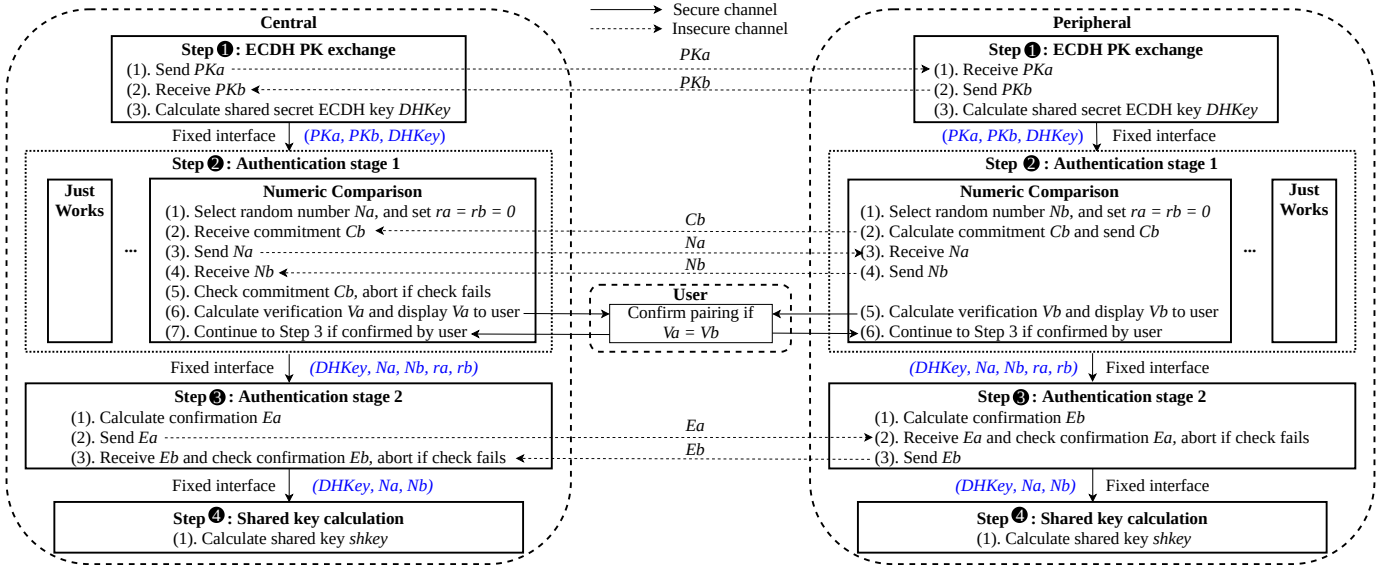 Secure channel
Insecure channel
Central
Step ❶: ECDH PK exchange
(1). Send PKa
(2). Receive PKb
(3). Calculate shared secret ECDH key DHKey
Fixed interface
(PKa, PKb, DHKey)
Step ❷: Authentication stage 1
Just
Works
...
Numeric Comparison
(1). Select random number Na, and set ra = rb = 0
(2). Receive commitment Cb
(3). Send Na
(4). Receive Nb
(5). Check commitment Cb, abort if check fails
(6). Calculate verification Va and display Va to user
(7). Continue to Step 3 if confirmed by user
Fixed interface
(DHKey, Na, Nb, ra, rb)
Step ❸: Authentication stage 2
(1). Calculate confirmation Ea
(2). Send Ea
(3). Receive Eb and check confirmation Eb, abort if check fails
Fixed interface
(DHKey, Na, Nb)
Step ❹: Shared key calculation
(1). Calculate shared key shkey
PKa
PKb
Cb
Na
Nb
User
Confirm pairing if
Va = Vb
Ea
Eb
Peripheral
Step ❶: ECDH PK exchange
(1). Receive PKa
(2). Send PKb
(3). Calculate shared secret ECDH key DHKey
(PKa, PKb, DHKey)
Fixed interface
Step ❷: Authentication stage 1
Numeric Comparison
(1). Select random number Nb, and set ra = rb = 0
(2). Calculate commitment Cb and send Cb
(3). Receive Na
(4). Send Nb
(5). Calculate verification Vb and display Vb to user
(6). Continue to Step 3 if confirmed by user
...
Just
Works
(DHKey, Na, Nb, ra, rb)
Fixed interface
Step ❸: Authentication stage 2
(1). Calculate confirmation Eb
(2). Receive Ea and check confirmation Ea, abort if check fails
(3). Send Eb
(DHKey, Na, Nb)
Fixed interface
Step ❹: Shared key calculation
(1). Calculate shared key shkey